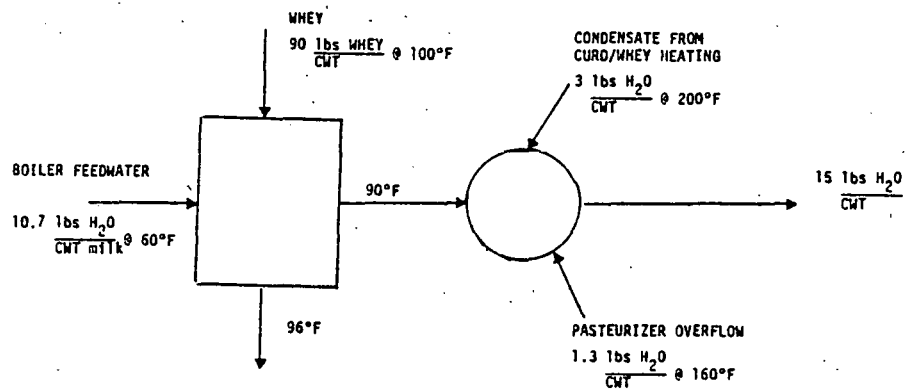 WHEY
90 lbs WHEY
CWT @ 100°F
CONDENSATE FROM
CURD/WHEY HEATING
3 lbs H₂O
CWT @ 200°F
BOILER FEEDWATER
10.7 lbs H₂O
CWT milk @ 60°F
90°F
15 lbs H₂O
CWT
96°F
PASTEURIZER OVERFLOW
1.3 lbs H₂O
CWT @ 160°F